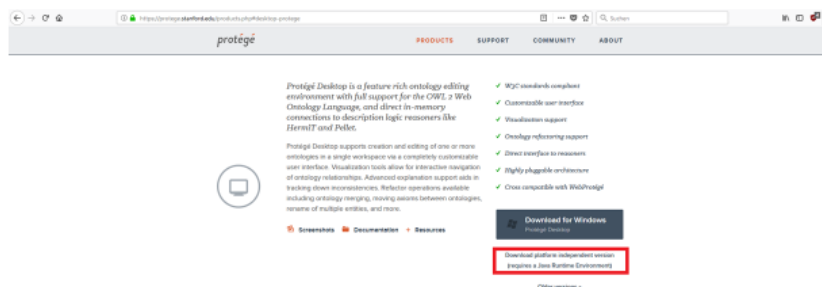 https://protege.stanford.edu/products.php#desktop-protege
Suchen
protégé
PRODUCTS
SUPPORT
COMMUNITY
ABOUT
Protégé Desktop is a feature rich ontology editing
environment with full support for the OWL 2 Web
Ontology Language, and direct in-memory
connections to description logic reasoners like
HermiT and Pellet.
Protégé Desktop supports creation and editing of one or more
ontologies in a single workspace via a completely customizable
user interface. Visualization tools allow for interactive navigation
of ontology relationships. Advanced explanation support aids in
tracking down inconsistencies. Refactor operations available
including ontology merging, moving axioms between ontologies,
rename of multiple entities, and more.
Screenshots
Documentation
Resources
W3C standards compliant
Customizable user interface
Visualization support
Ontology refactoring support
Direct interface to reasoners
Highly pluggable architecture
Cross compatible with WebProtégé
Download for Windows
Protégé Desktop
Download platform independent version
(requires a Java Runtime Environment)
Older versions